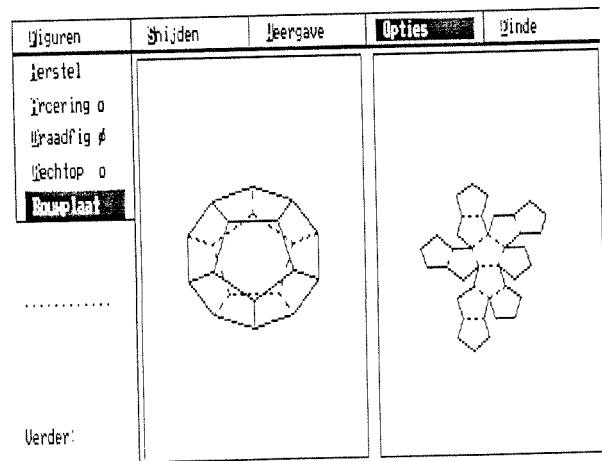 Figuren Snijden Weergave Opties Einde
Herstel
Arcering o
Draadfig ø
Rechtop o
Bouwplaat
...........
Verder: